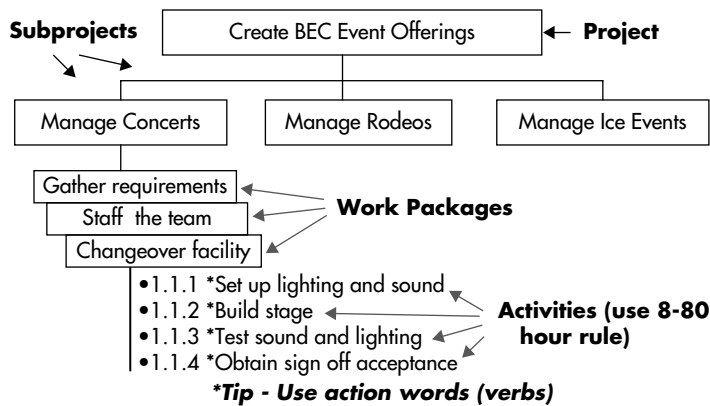 Subprojects
Create BEC Event Offerings
Project
Manage Concerts
Manage Rodeos
Manage Ice Events
Gather requirements
Staff the team
Changeover facility
Work Packages
•1.1.1 *Set up lighting and sound
•1.1.2 *Build stage
•1.1.3 *Test sound and lighting
•1.1.4 *Obtain sign off acceptance
Activities (use 8-80
hour rule)
*Tip - Use action words (verbs)